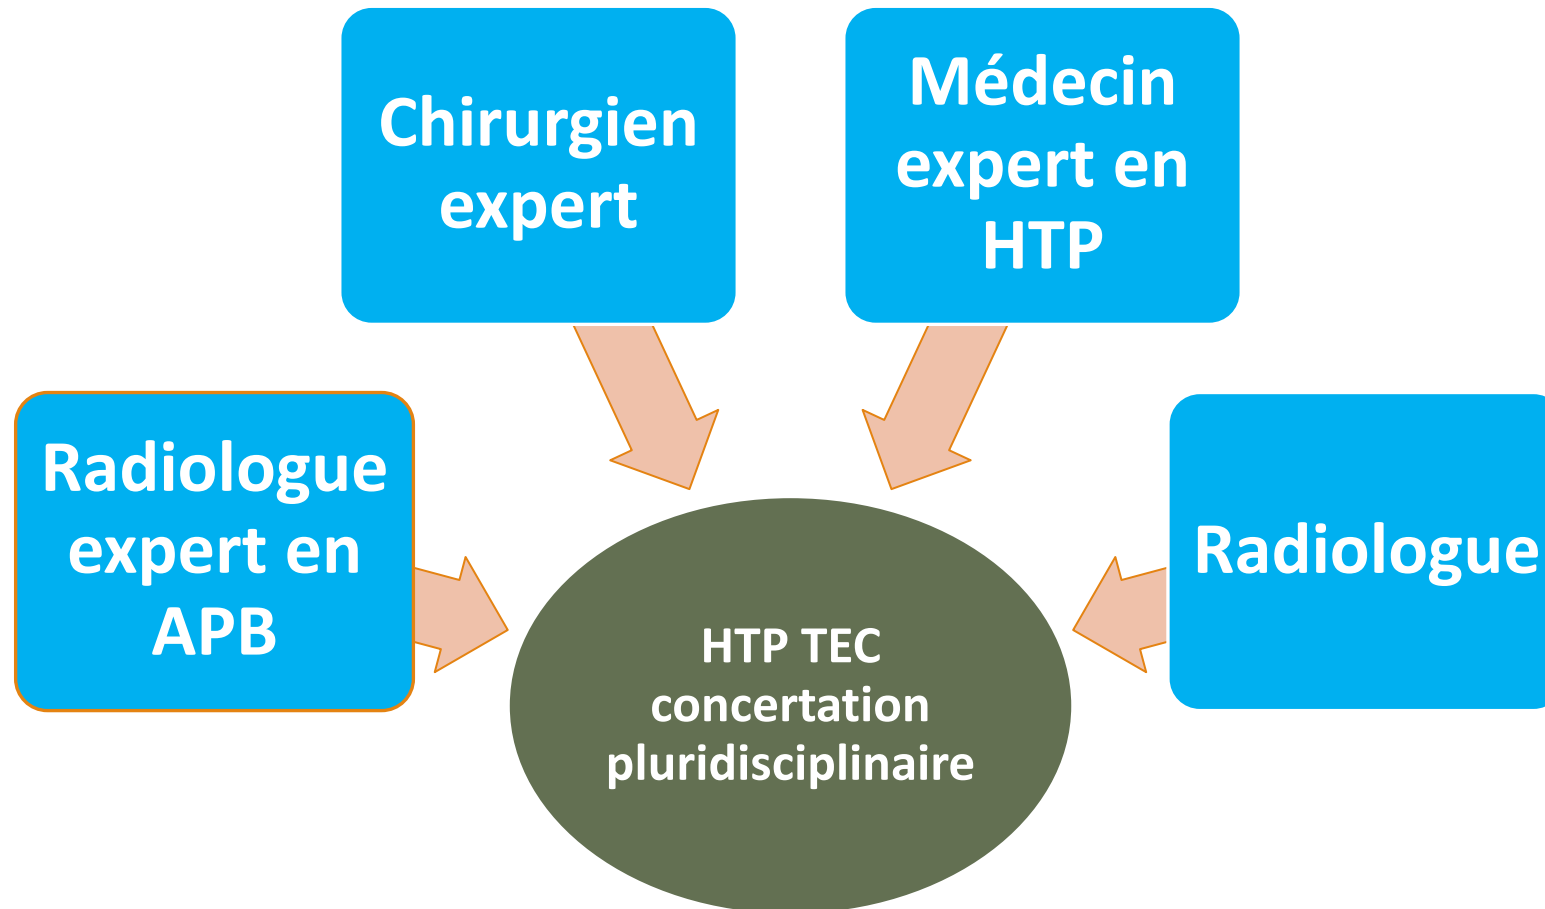 Chirurgien
expert
Médecin
expert en
HTP
Radiologue
expert en
APB
Radiologue
HTP TEC
concertation
pluridisciplinaire